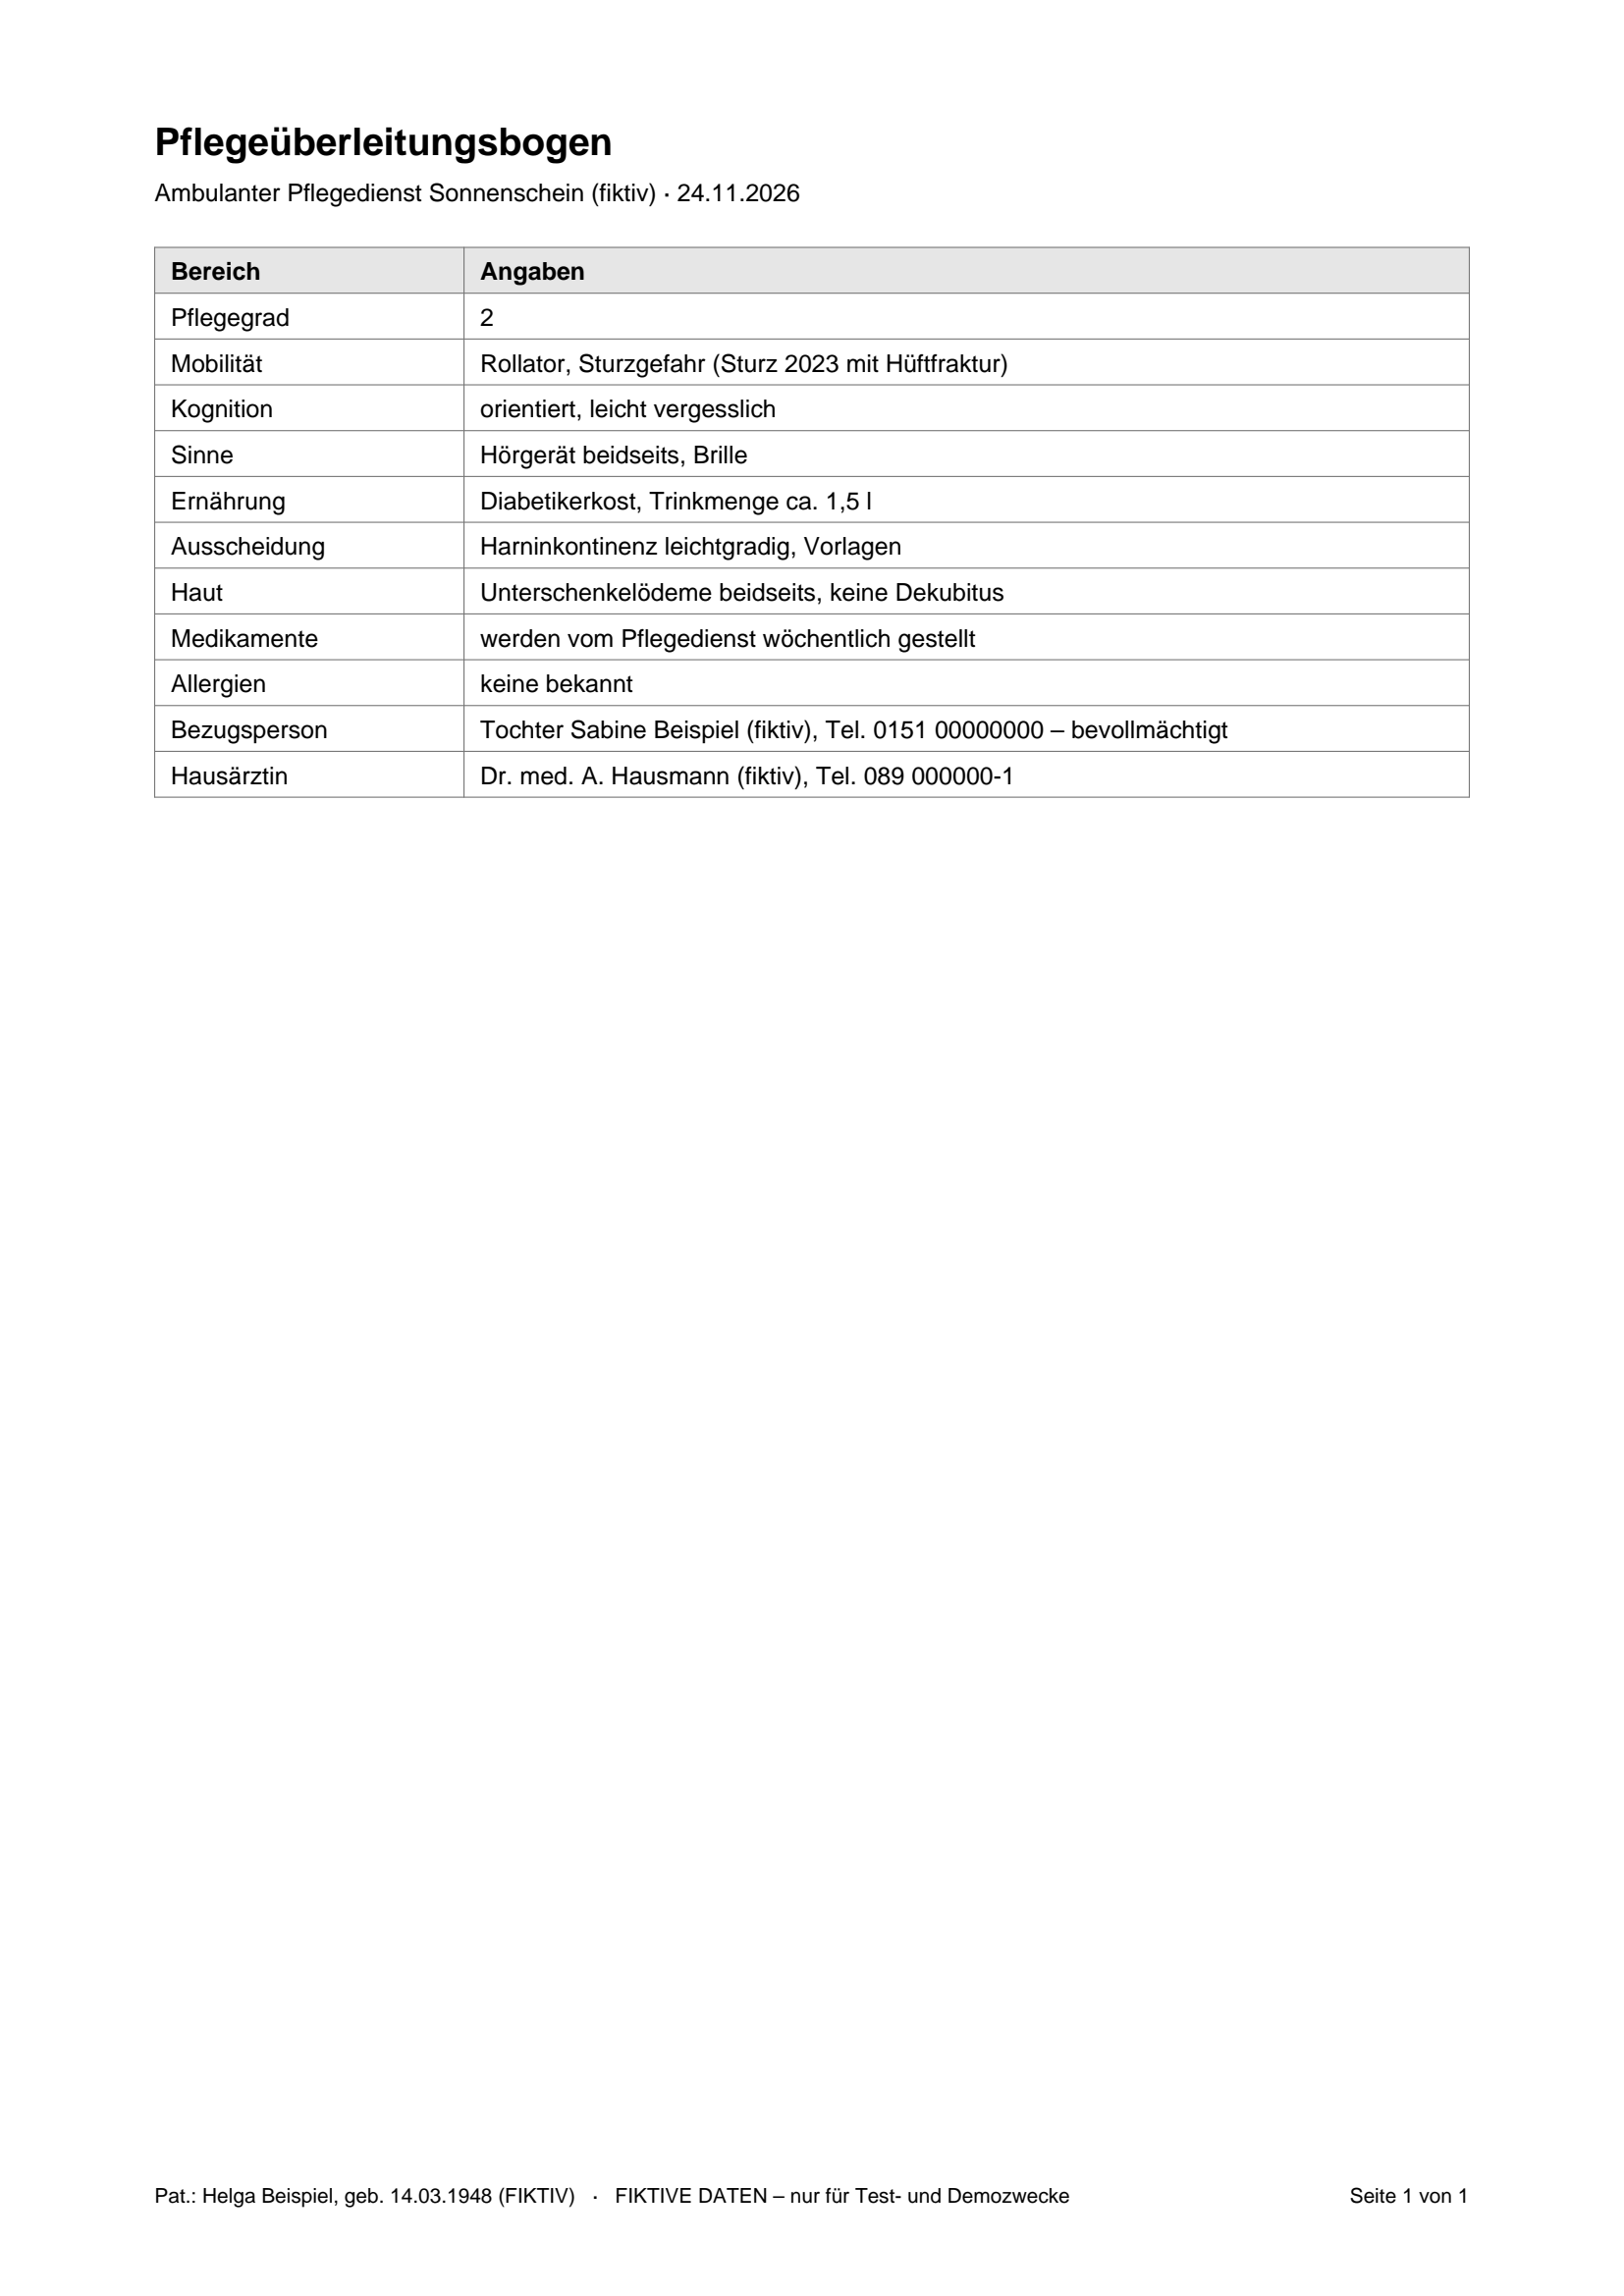 Pflegeüberleitungsbogen
Ambulanter Pflegedienst Sonnenschein (fiktiv) · 24.11.2026
Bereich Angaben
Pflegegrad 2
Mobilität Rollator, Sturzgefahr (Sturz 2023 mit Hüftfraktur)
Kognition orientiert, leicht vergesslich
Sinne Hörgerät beidseits, Brille
Ernährung Diabetikerkost, Trinkmenge ca. 1,5 l
Ausscheidung Harninkontinenz leichtgradig, Vorlagen
Haut Unterschenkelödeme beidseits, keine Dekubitus
Medikamente werden vom Pflegedienst wöchentlich gestellt
Allergien keine bekannt
Bezugsperson Tochter Sabine Beispiel (fiktiv), Tel. 0151 00000000 – bevollmächtigt
Hausärztin Dr. med. A. Hausmann (fiktiv), Tel. 089 000000-1
Pat.: Helga Beispiel, geb. 14.03.1948 (FIKTIV) · FIKTIVE DATEN – nur für Test- und Demozwecke Seite 1 von 1